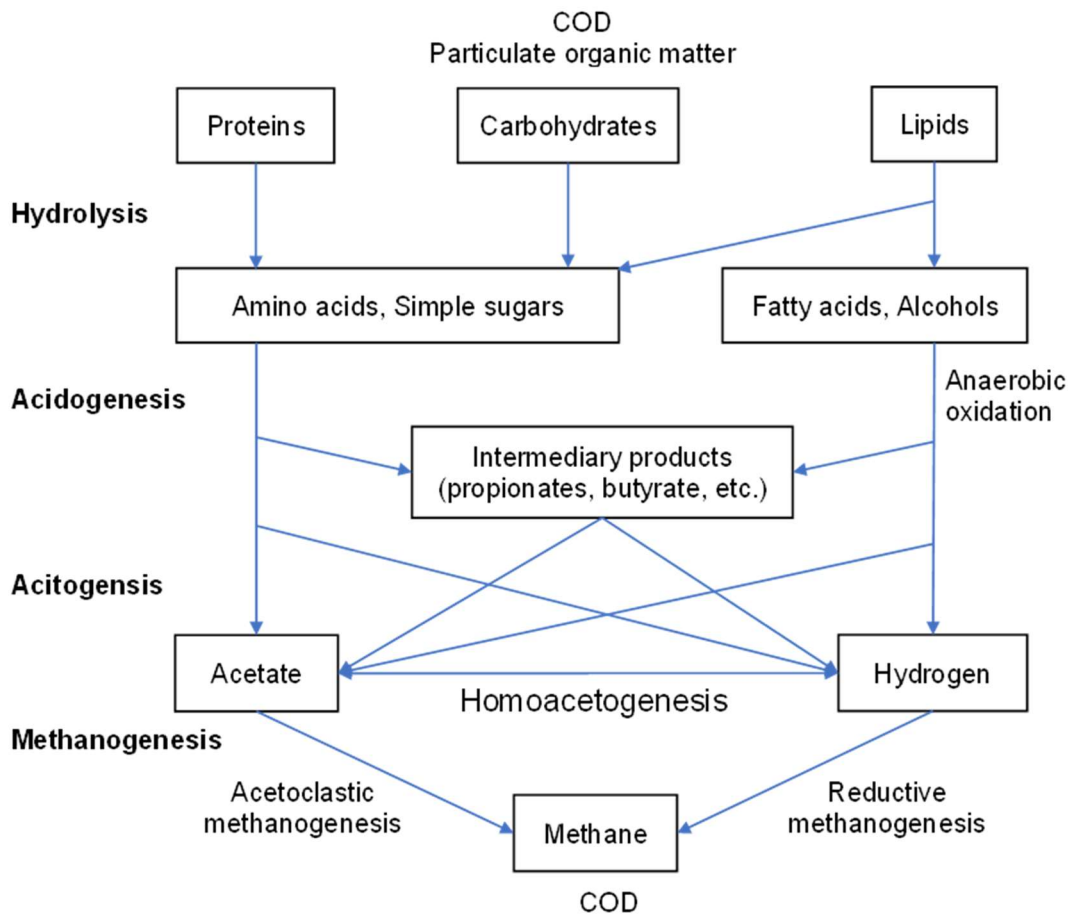 COD
Particulate organic matter
Proteins
Carbohydrates
Lipids
Hydrolysis
Amino acids, Simple sugars
Fatty acids, Alcohols
Acidogenesis
Anaerobic
oxidation
Intermediary products
(propionates, butyrate, etc.)
Acitogensis
Acetate
Homoacetogenesis
Hydrogen
Methanogenesis
Acetoclastic
methanogenesis
Reductive
methanogenesis
Methane
COD